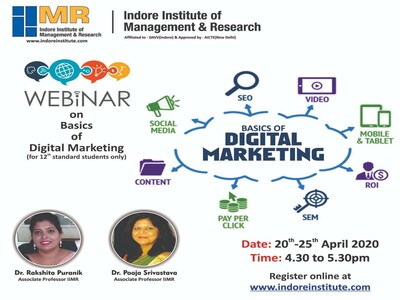 IIMR
Indore Institute of
Management & Research
www.indoreinstitute.com
Indore Institute of
Management & Research
Affiliated to - DAVV(Indore) & Approved by - AICTE(New Delhi)
WEBiNAR
on
Basics
of
Digital Marketing
(for 12th standard students only)
SEO
VIDEO
SOCIAL
MEDIA
MOBILE
& TABLET
BASICS OF
DIGITAL
MARKETING
CONTENT
ROI
PAY PER
CLICK
SEM
Dr. Rakshita Puranik
Associate Professor IIMR
Dr. Pooja Srivastava
Associate Professor IIMR
Date: 20th-25th April 2020
Time: 4.30 to 5.30pm
Register online at
www.indoreinstitute.com